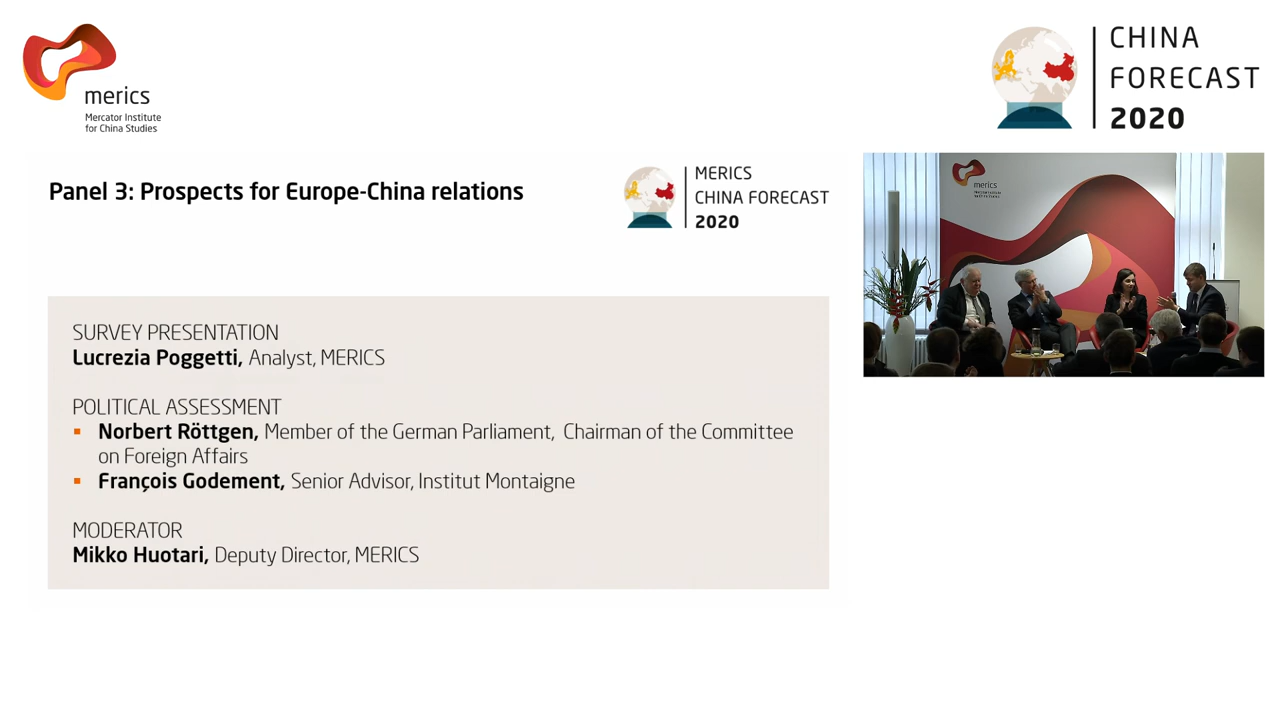 merics
Mercator Institute
for China Studies
CHINA
FORECAST
2020
Panel 3: Prospects for Europe-China relations
MERICS
CHINA FORECAST
2020
SURVEY PRESENTATION
Lucrezia Poggetti, Analyst, MERICS
POLITICAL ASSESSMENT
▪ Norbert Röttgen, Member of the German Parliament, Chairman of the Committee
on Foreign Affairs
▪ François Godement, Senior Advisor, Institut Montaigne
MODERATOR
Mikko Huotari, Deputy Director, MERICS
merics